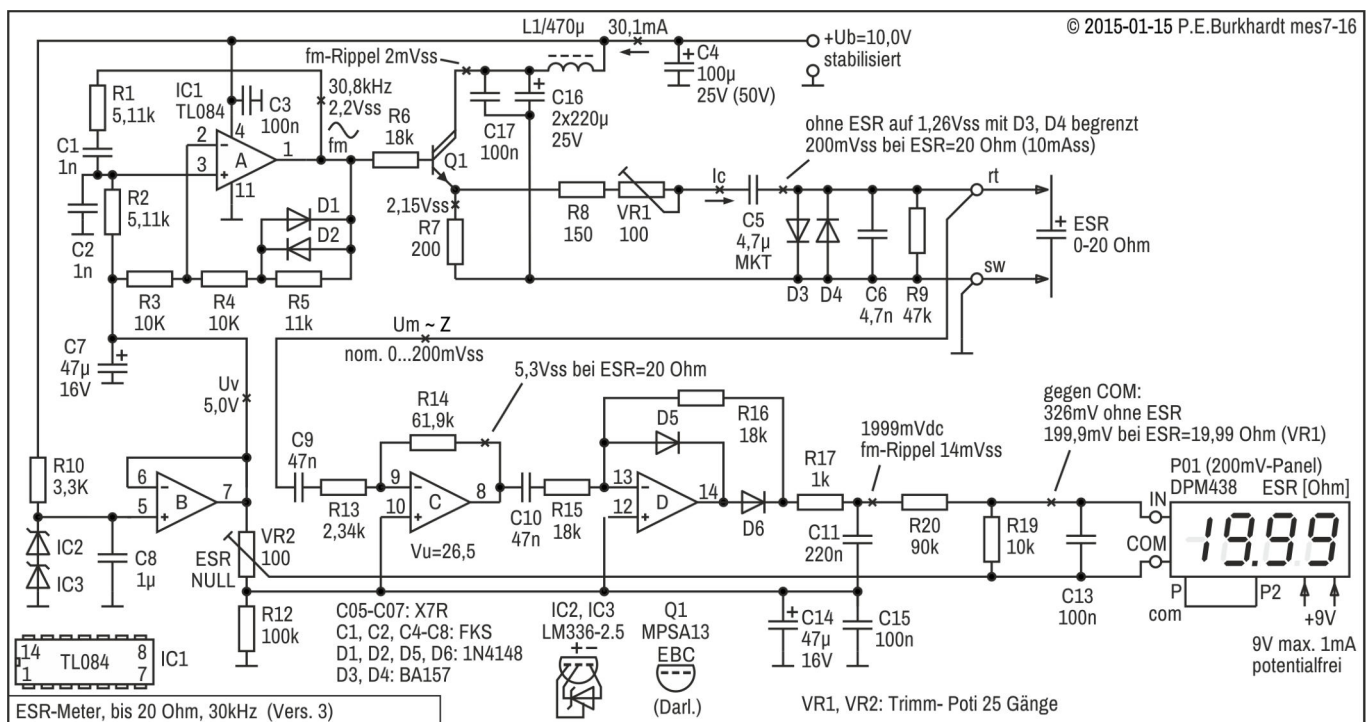 © 2015-01-15 P.E.Burkhardt mes7-16
L1/470µ
30,1mA
fm-Rippel 2mVss
+
C4
100µ
25V (50V)
+Ub=10,0V
stabilisiert
R1
5,11k
IC1
TL084
C3
100n
30,8kHz
2,2Vss
fm
R6
18k
C17
100n
+
C16
2x220µ
25V
ohne ESR auf 1,26Vss mit D3, D4 begrenzt
200mVss bei ESR=20 Ohm (10mAss)
C1
1n
2
3
4
A
1
11
Q1
R2
5,11k
C2
1n
D1
D2
2,15Vss
R7
200
R8
150
VR1
100
Ic
C5
4,7µ
MKT
D3
D4
C6
4,7n
R9
47k
rt
sw
+
ESR
0-20 Ohm
R3
10K
R4
10K
R5
11k
C7
47µ
16V
+
Um ~ Z
nom. 0...200mVss
Uv
5,0V
5,3Vss bei ESR=20 Ohm
R14
61,9k
C9
47n
R13
2,34k
9
10
C
8
Vu=26,5
C10
47n
R15
18k
D5
R16
18k
13
12
D
14
D6
1999mVdc
fm-Rippel 14mVss
R17
1k
C11
220n
R20
90k
R19
10k
C13
100n
gegen COM:
326mV ohne ESR
199,9mV bei ESR=19,99 Ohm (VR1)
P01 (200mV-Panel)
DPM438 ESR [Ohm]
IN
COM
19.99
P
com
P2
+9V
9V max. 1mA
potentialfrei
R10
3,3K
6
5
B
7
IC2
IC3
C8
1µ
VR2
100
ESR
NULL
R12
100k
C05-C07: X7R
C1, C2, C4-C8: FKS
D1, D2, D5, D6: 1N4148
D3, D4: BA157
IC2, IC3
LM336-2.5
+ -
Q1
MPSA13
EBC
(Darl.)
+
C14
47µ
16V
C15
100n
14
8
TL084
1
7
IC1
VR1, VR2: Trimm- Poti 25 Gänge
ESR-Meter, bis 20 Ohm, 30kHz (Vers. 3)